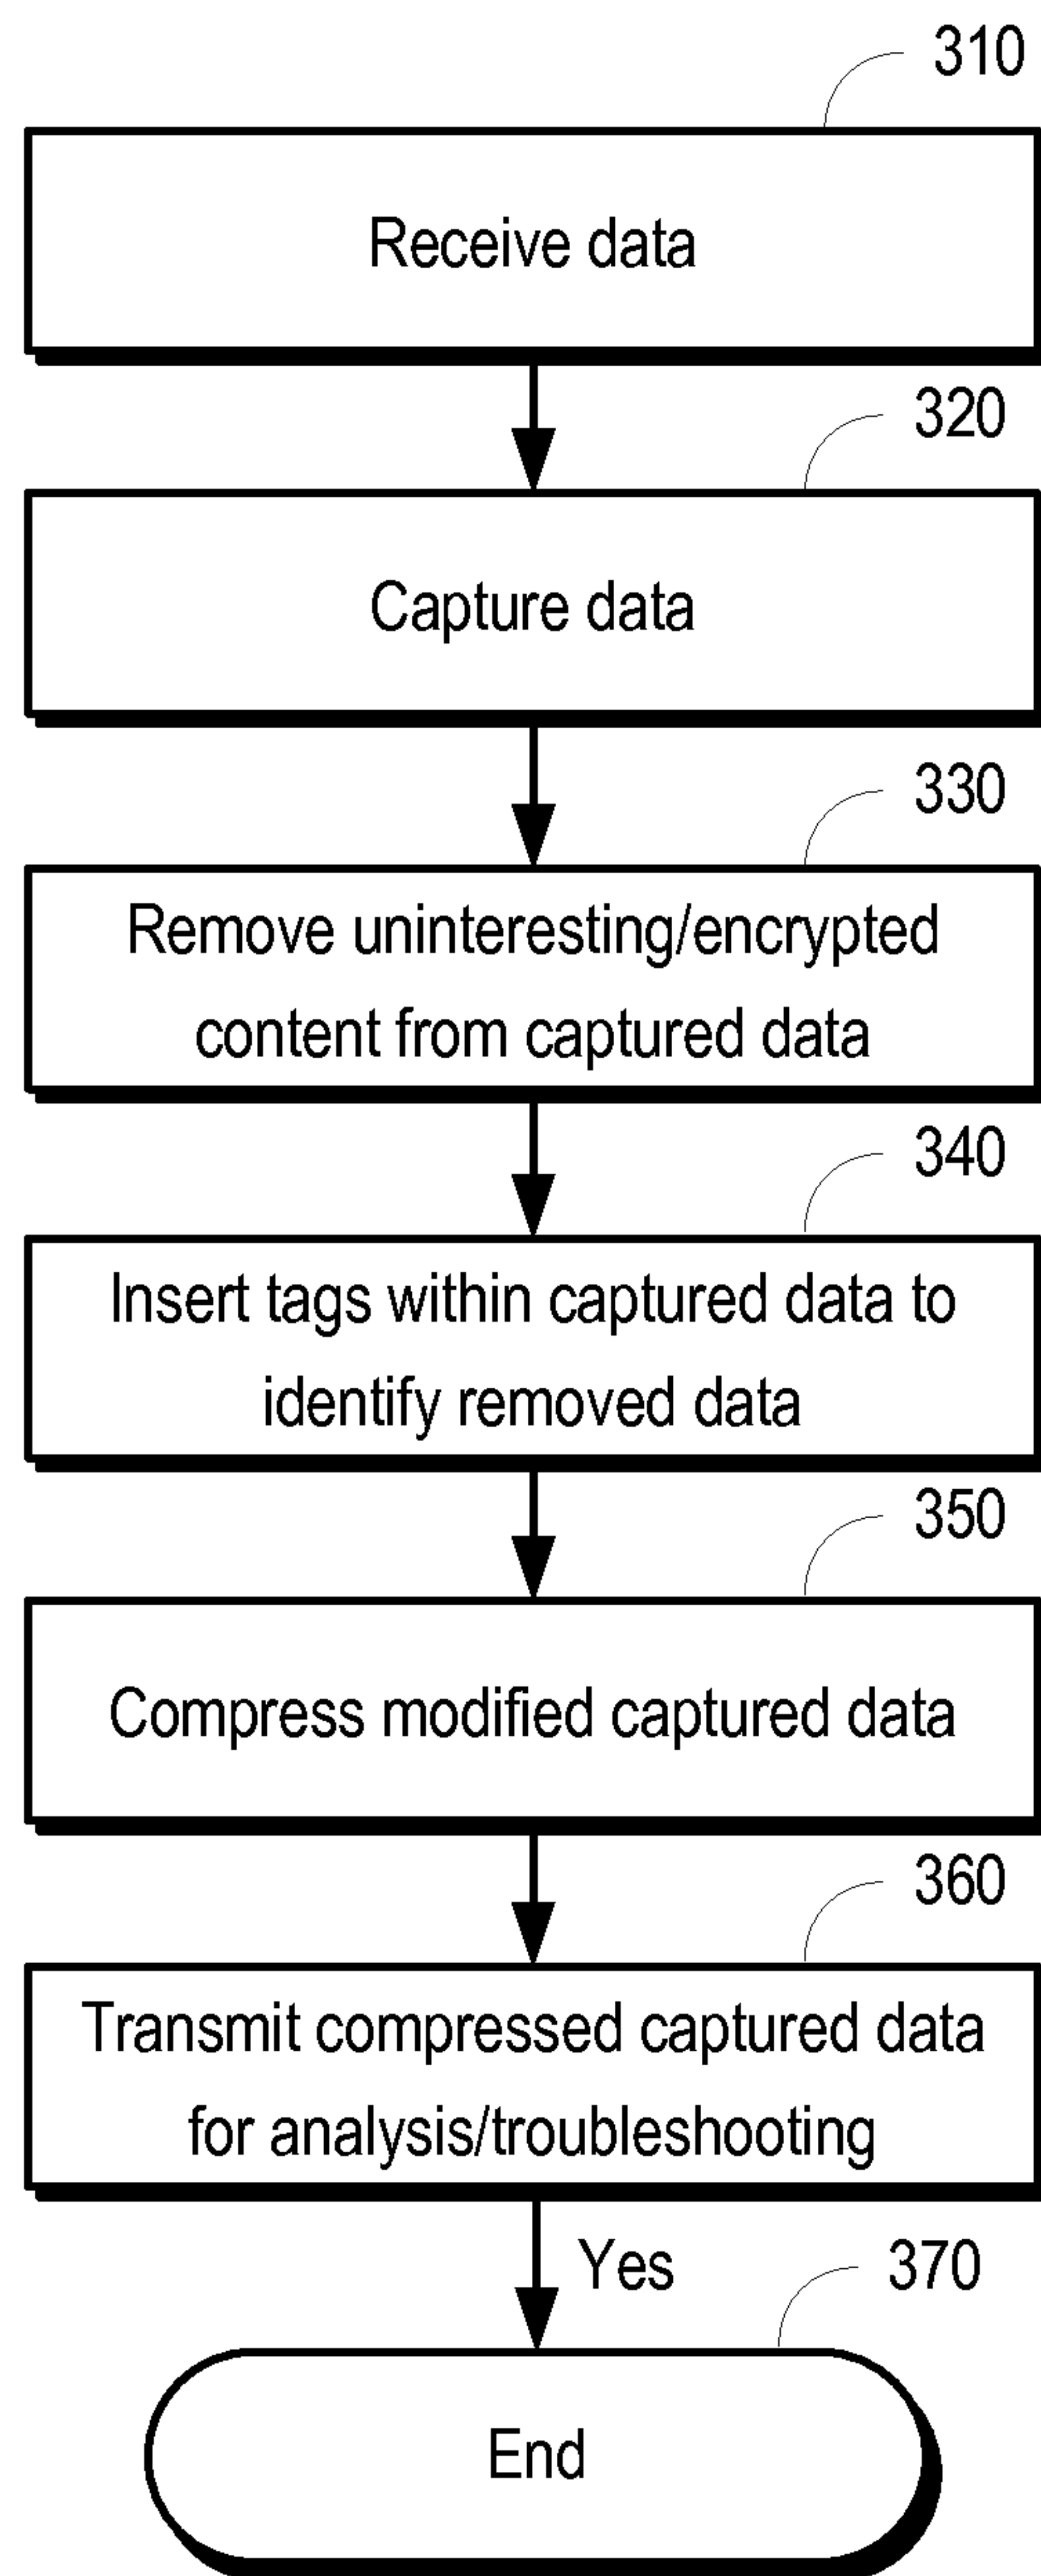 310
Receive data
320
Capture data
330
Remove uninteresting/encrypted
content from captured data
340
Insert tags within captured data to
identify removed data
350
Compress modified captured data
360
Transmit compressed captured data
for analysis/troubleshooting
Yes
370
End